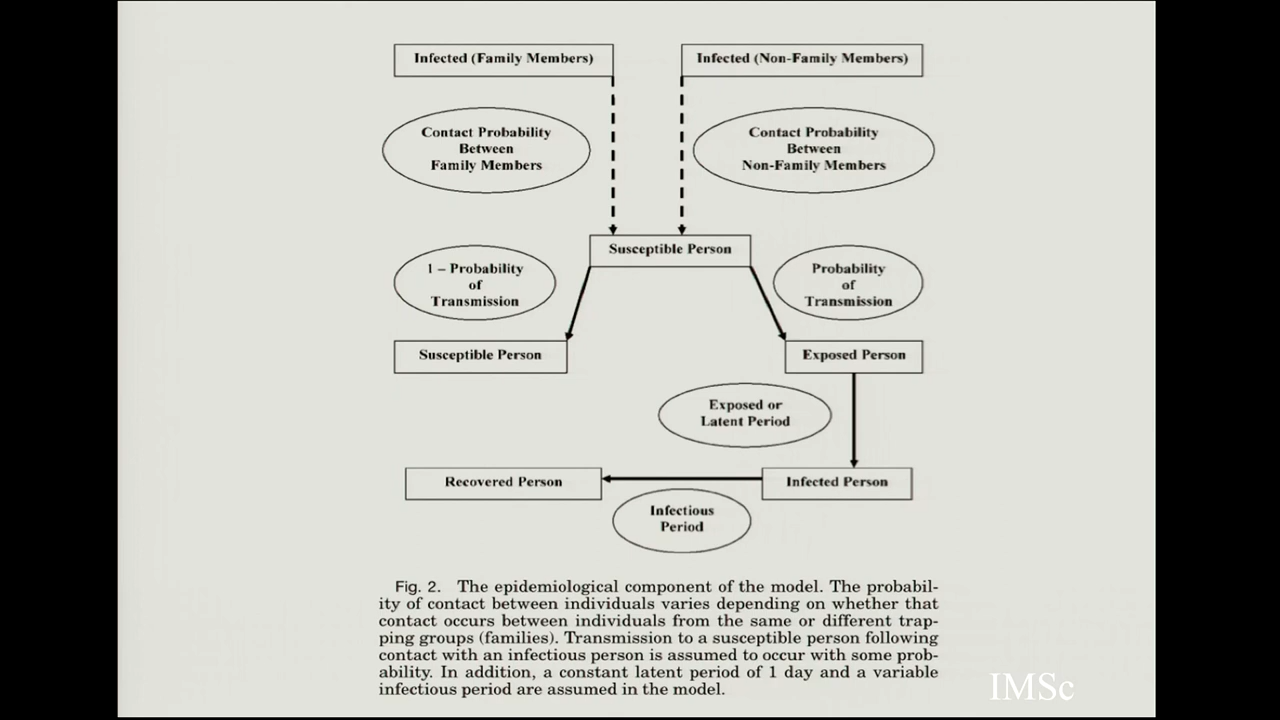 Infected (Family Members)
Infected (Non-Family Members)
Contact Probability
Between
Family Members
Contact Probability
Between
Non-Family Members
Susceptible Person
1 – Probability
of
Transmission
Probability
of
Transmission
Susceptible Person
Exposed Person
Exposed or
Latent Period
Recovered Person
Infected Person
Infectious
Period
Fig. 2. The epidemiological component of the model. The probabil-
ity of contact between individuals varies depending on whether that
contact occurs between individuals from the same or different trap-
ping groups (families). Transmission to a susceptible person following
contact with an infectious person is assumed to occur with some prob-
ability. In addition, a constant latent period of 1 day and a variable
infectious period are assumed in the model.
IMSc